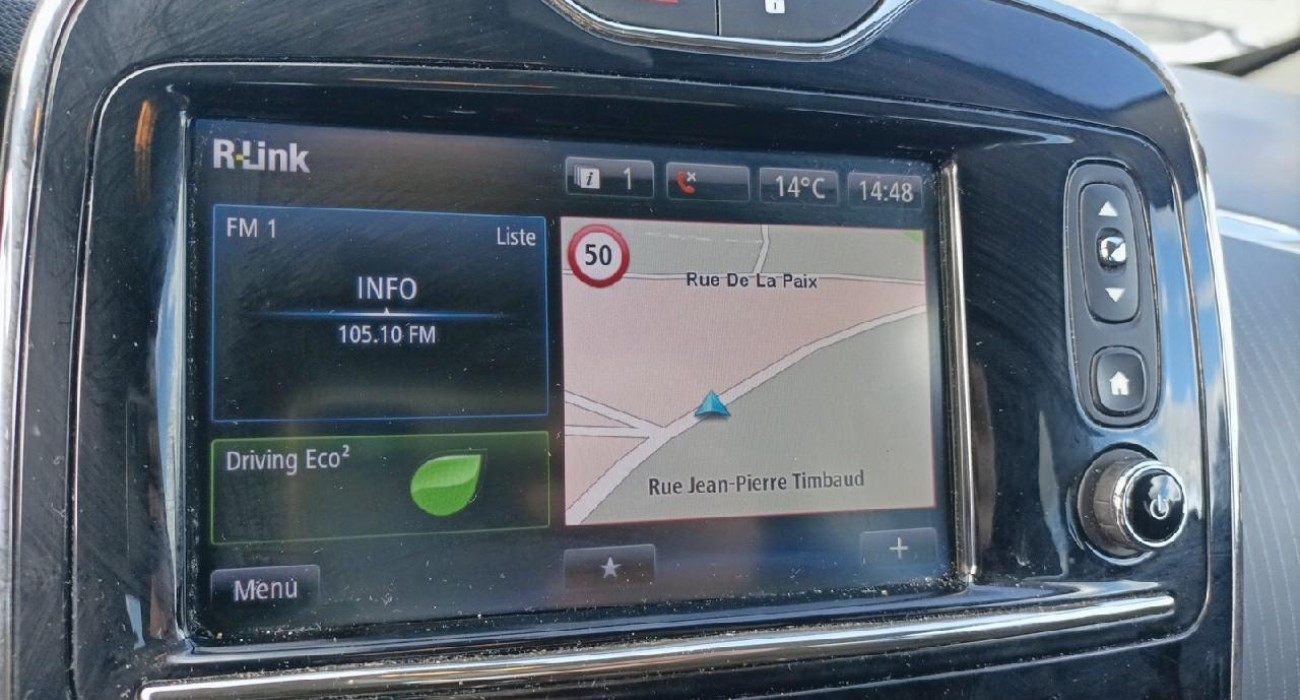 R-Link
i 1
14°C
14:48
FM 1
Liste
INFO
105.10 FM
50
Rue De La Paix
Driving Eco²
Rue Jean-Pierre Timbaud
Menu
+